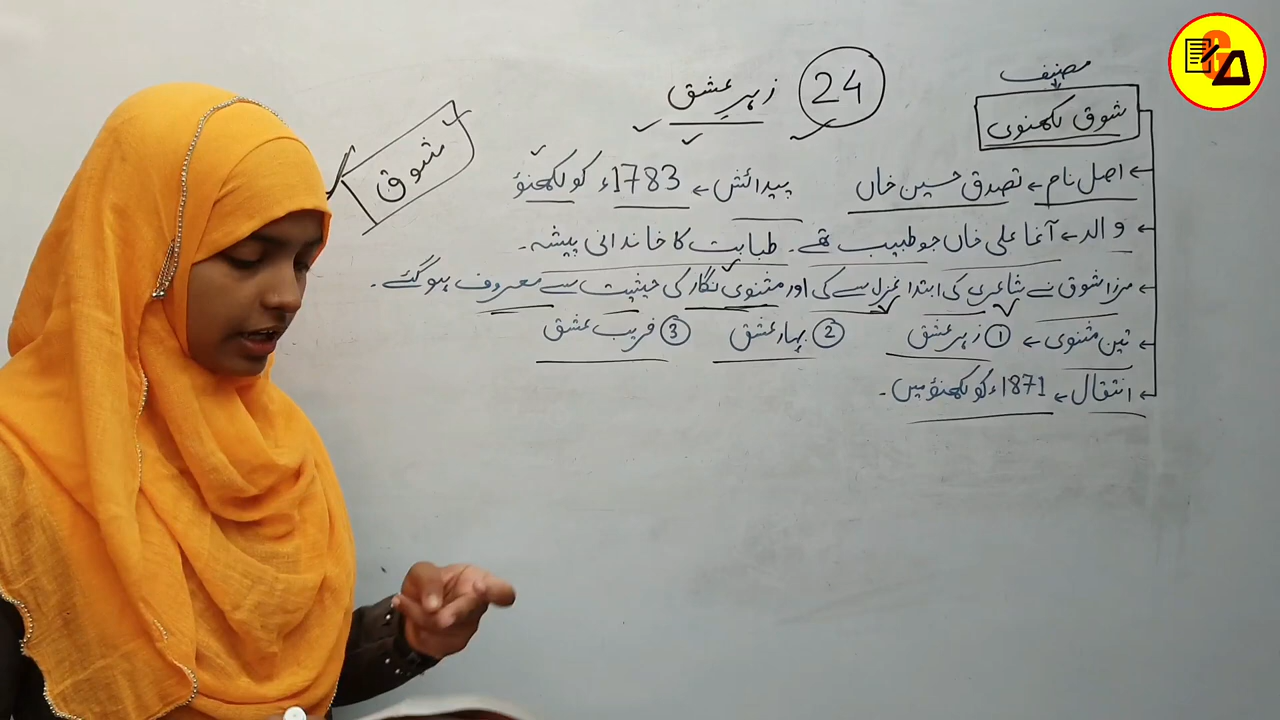 مصنیف
شوق لکھنوی
24 زہرِ عشق
شوق
اصل نام ← تصدق حسین خاں پیدائش ← 1783ء کو لکھنؤ
والد ← آغا علی خاں جو طبیب تھے۔ طبابت کا خاندانی پیشہ۔
مرزا شوق نے شاعری کی ابتدا غزل سے کی اور مثنوی نگار کی حیثیت سے معروف ہو گئے۔
تین مثنوی ← ① زہرِ عشق ② بہارِ عشق ③ فریب عشق
انتقال ← 1871ء کو لکھنؤ میں۔